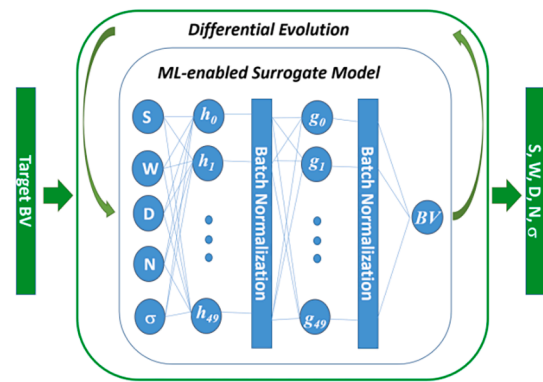 Differential Evolution
ML-enabled Surrogate Model
Target BV
S
W
D
N
σ
h0
h1
h49
Batch Normalization
g0
g1
g49
Batch Normalization
BV
S, W, D, N, σ